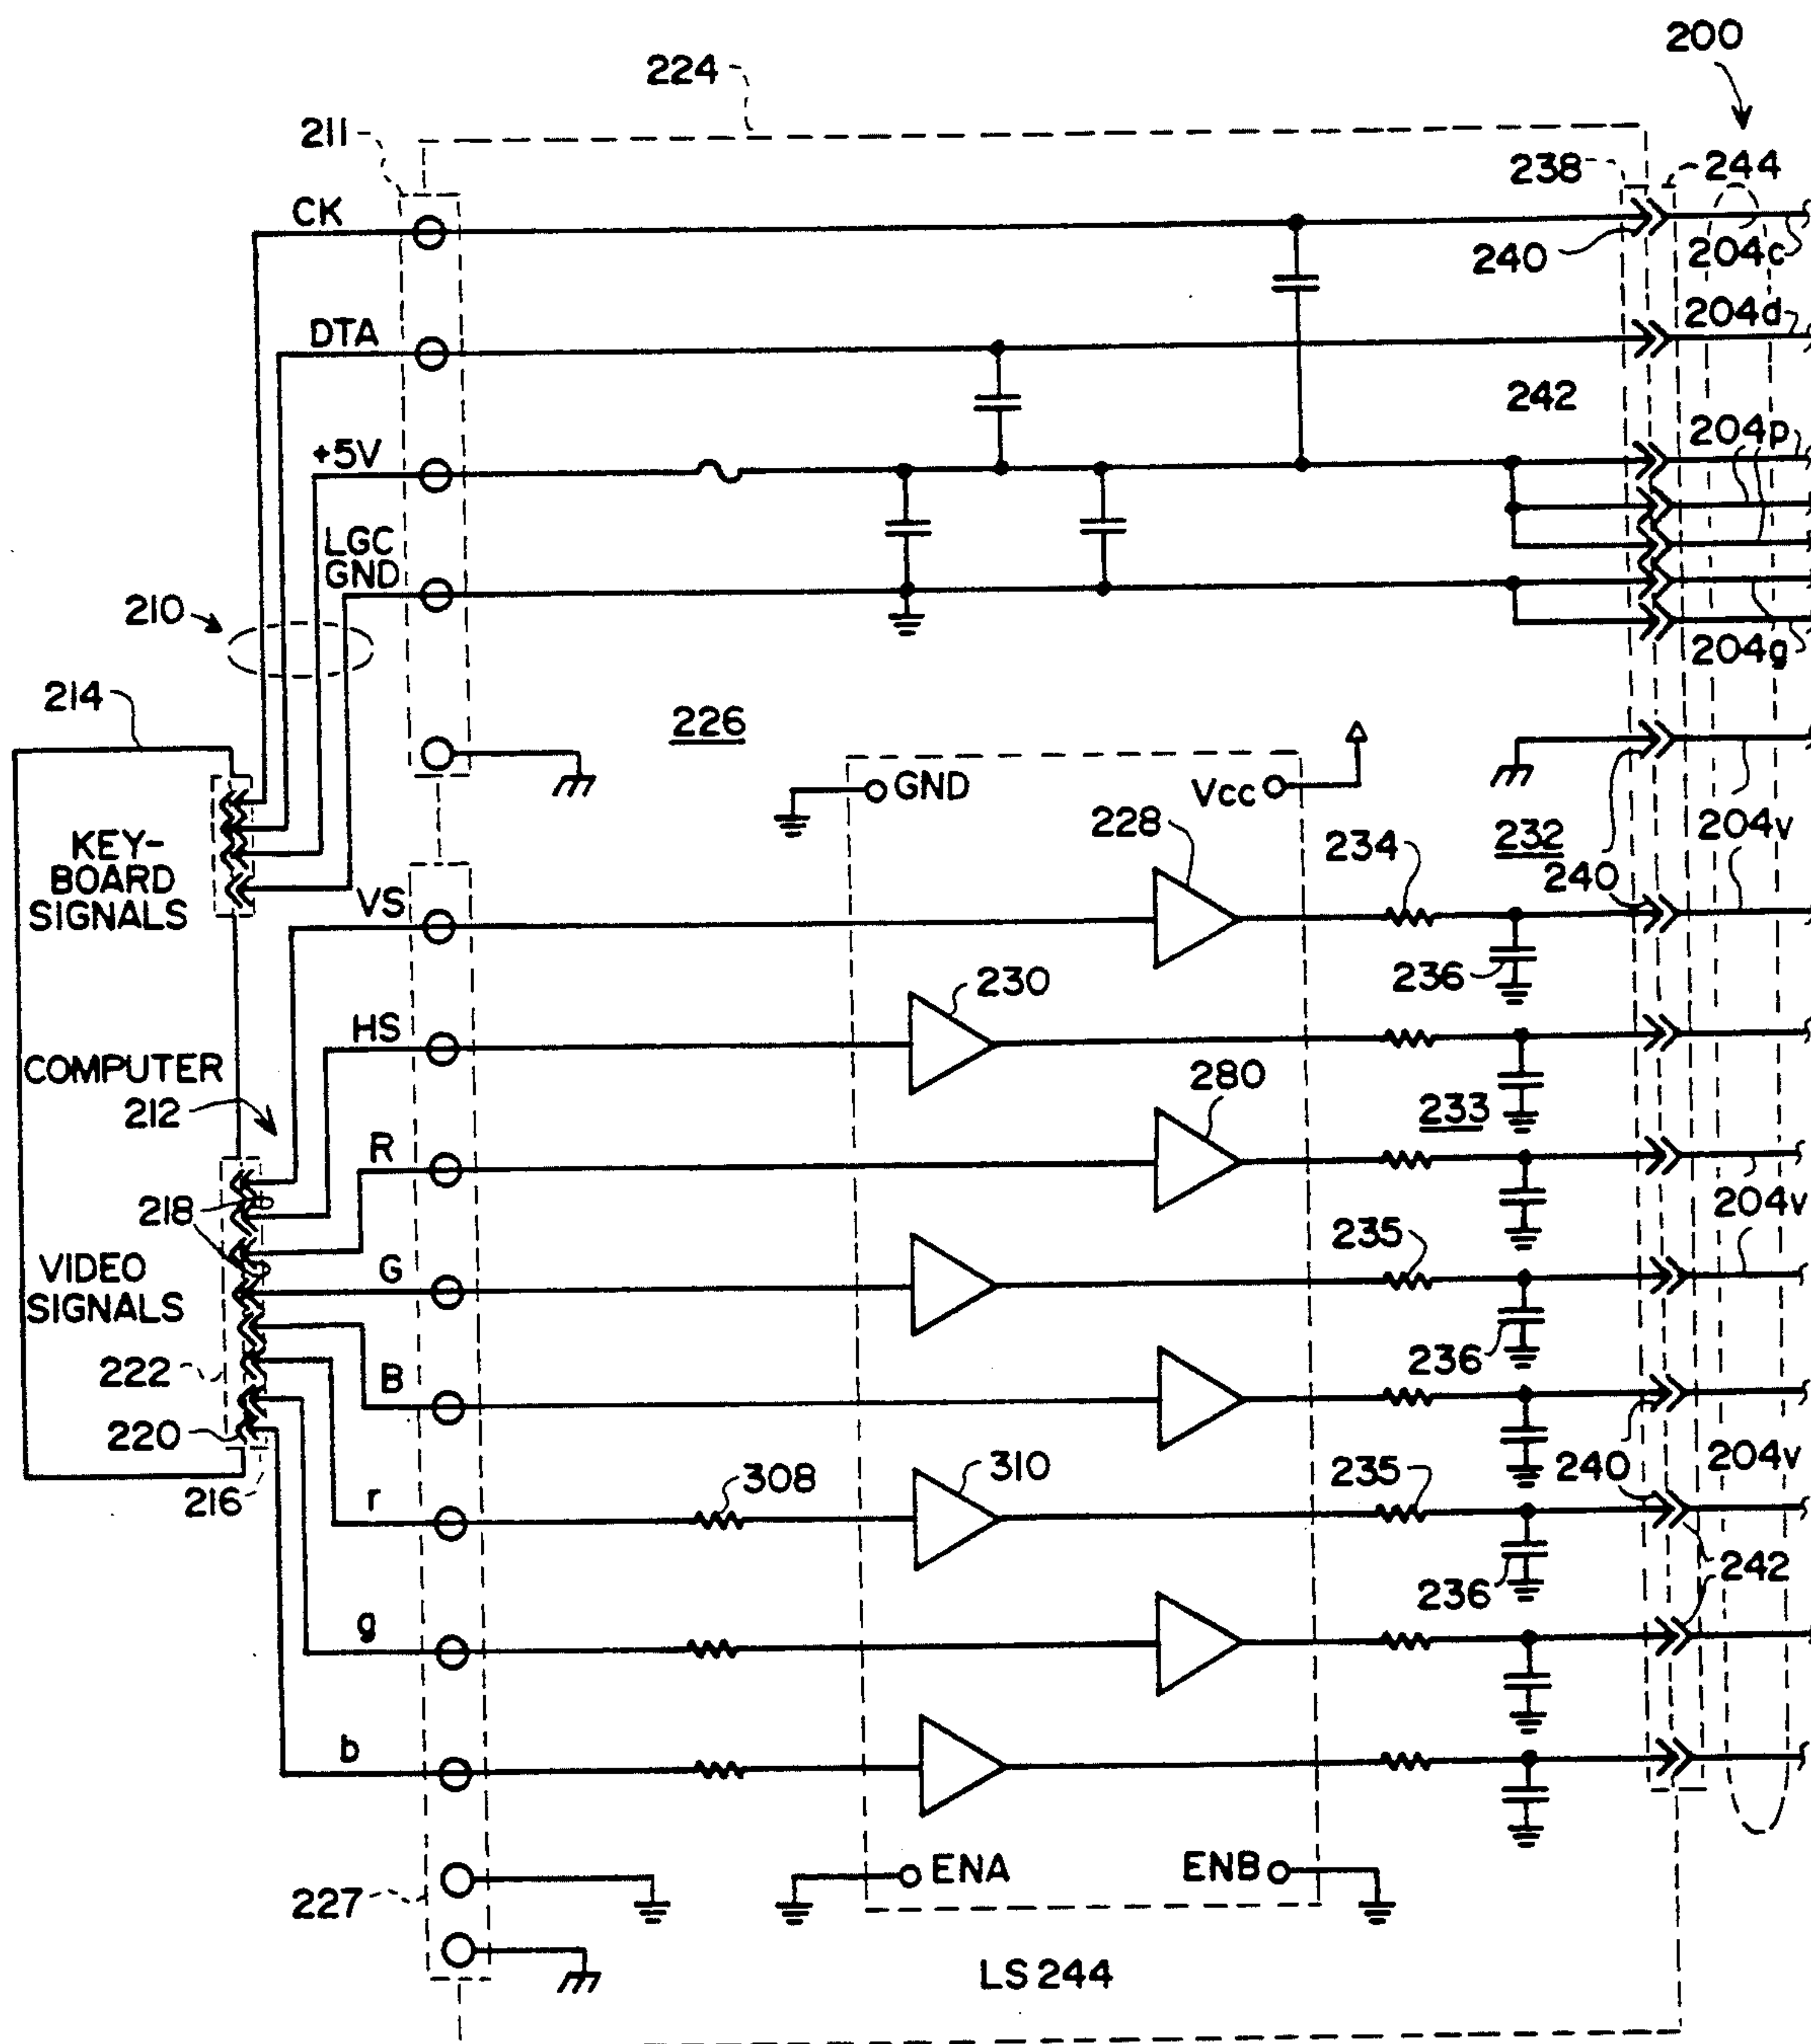 200
224
211
238
244
CK
240
204c
DTA
204d
242
+5V
204p
LGC
GND
210
204g
214
226
GND
Vcc
228
234
232
204v
KEY-
BOARD
SIGNALS
VS
240
236
230
HS
COMPUTER
212
280
233
R
218
204v
235
G
VIDEO
SIGNALS
222
B
236
220
216
r
308
310
235
240
204v
236
242
g
b
227
ENA
ENB
LS244